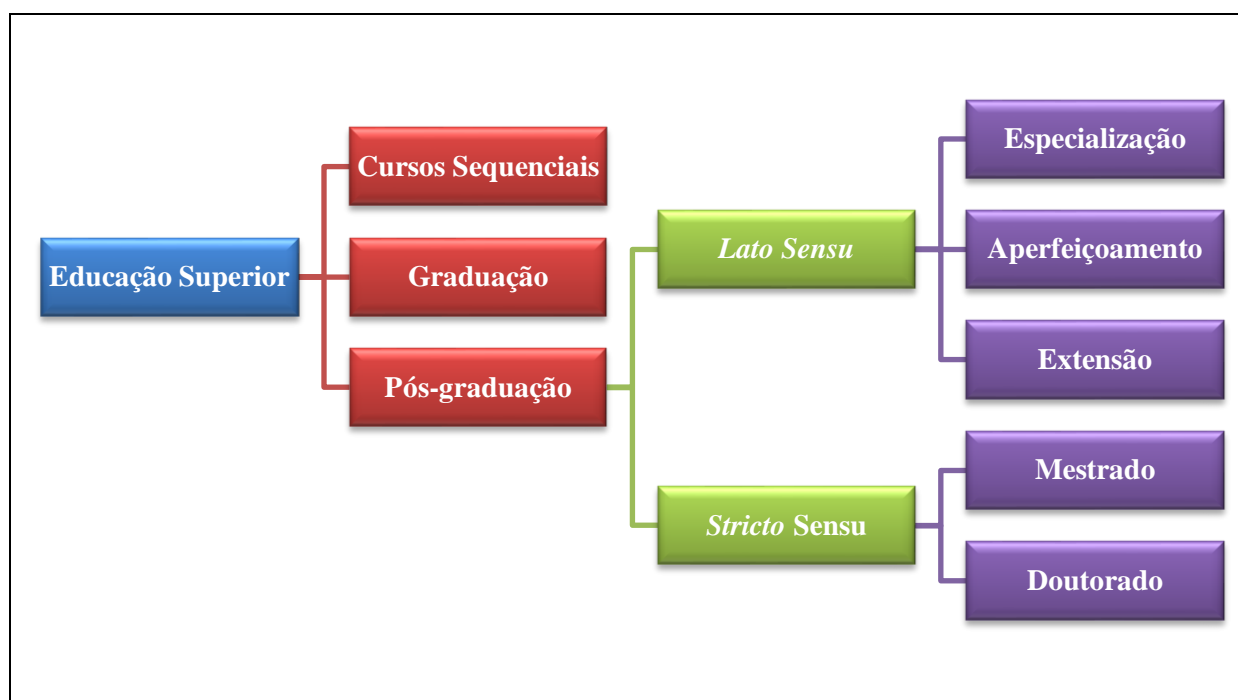 Educação Superior
Cursos Sequenciais
Graduação
Pós-graduação
Lato Sensu
Stricto Sensu
Especialização
Aperfeiçoamento
Extensão
Mestrado
Doutorado